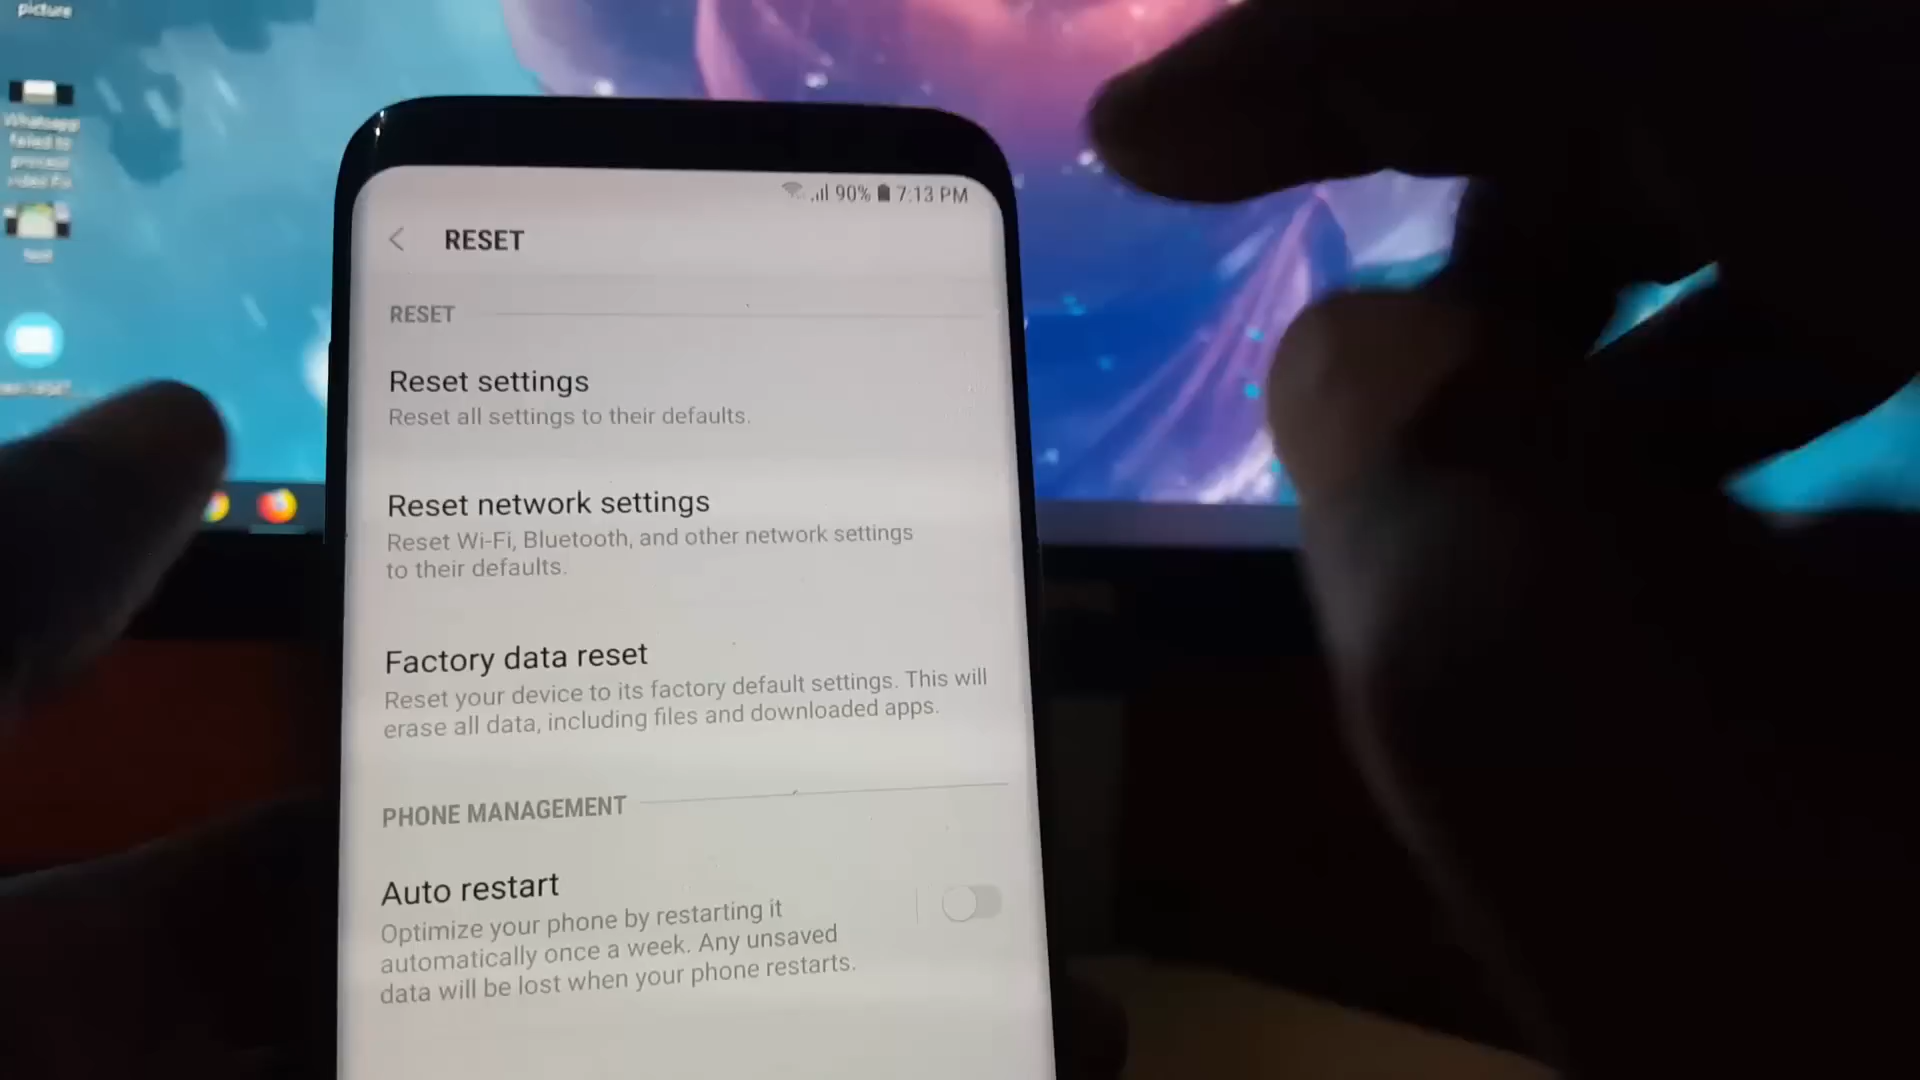 picture
90% 7:13 PM
RESET
RESET
Reset settings
Reset all settings to their defaults.
Reset network settings
Reset Wi-Fi, Bluetooth, and other network settings
to their defaults.
Factory data reset
Reset your device to its factory default settings. This will
erase all data, including files and downloaded apps.
PHONE MANAGEMENT
Auto restart
Optimize your phone by restarting it
automatically once a week. Any unsaved
data will be lost when your phone restarts.